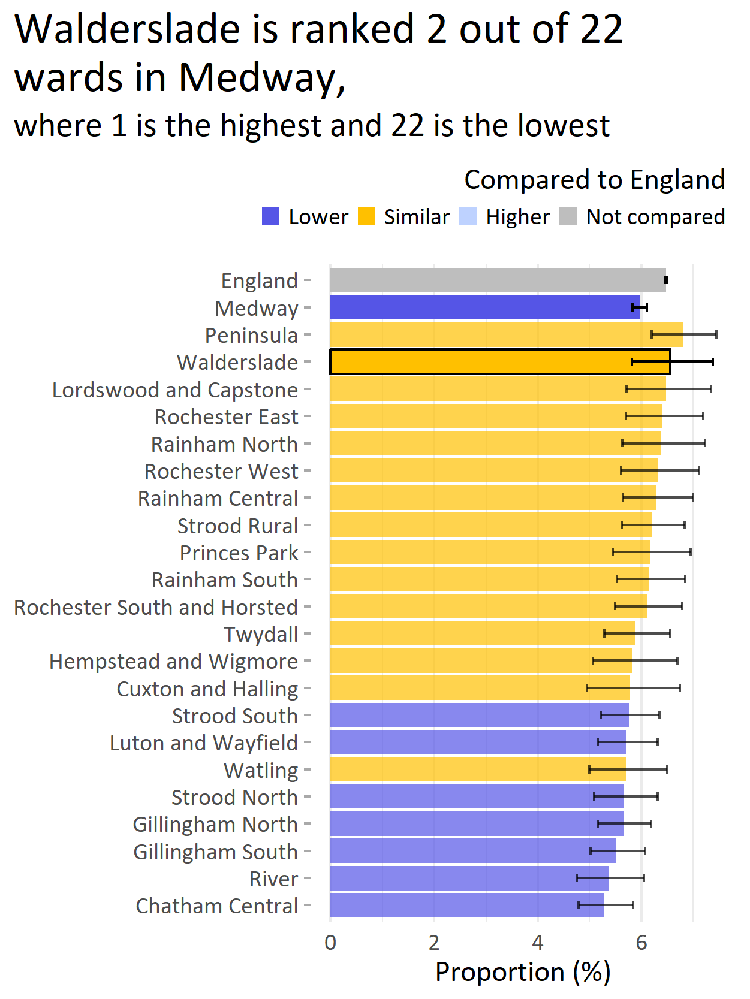 Walderslade is ranked 2 out of 22
wards in Medway,
where 1 is the highest and 22 is the lowest
Compared to England
Lower Similar Higher Not compared
England
Medway
Peninsula
Walderslade
Lordswood and Capstone
Rochester East
Rainham North
Rochester West
Rainham Central
Strood Rural
Princes Park
Rainham South
Rochester South and Horsted
Twydall
Hempstead and Wigmore
Cuxton and Halling
Strood South
Luton and Wayfield
Watling
Strood North
Gillingham North
Gillingham South
River
Chatham Central
0 2 4 6
Proportion (%)